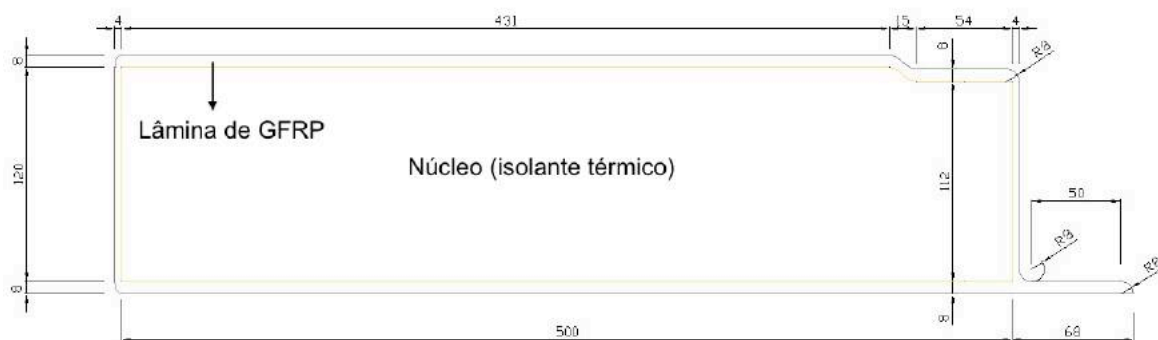 4 431 15 54 4
8 8 R8
Lâmina de GFRP
120 Núcleo (isolante térmico) 112
50
R8 R8
8 8
500 68